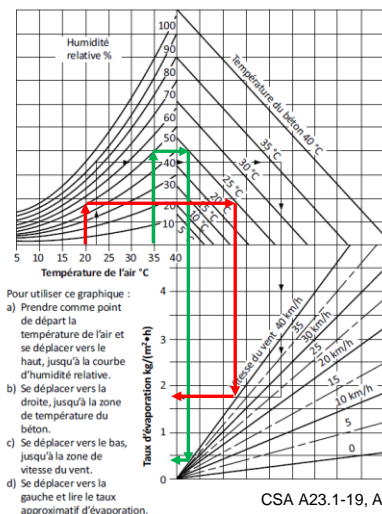 Humidité
relative %
100
90
80
70
60
50
40
30
20
10
Température du béton 40 °C
35 °C
30 °C
25 °C
20 °C
15 °C
10 °C
5 °C
5 10 15 20 25 30 35 40
Température de l'air °C
Pour utiliser ce graphique :
a) Prendre comme point
de départ la
température de l'air et
se déplacer vers le
haut, jusqu'à la courbe
d'humidité relative.
b) Se déplacer vers la
droite, jusqu'à la zone
de température du
béton.
c) Se déplacer vers le bas,
jusqu'à la zone de
vitesse du vent.
d) Se déplacer vers la
gauche et lire le taux
approximatif d'évaporation.
Taux d'évaporation kg/(m²•h)
4
3
2
1
0
Vitesse du vent 40 km/h
35
30 km/h
25
20 km/h
15
10 km/h
5
0
CSA A23.1-19, A